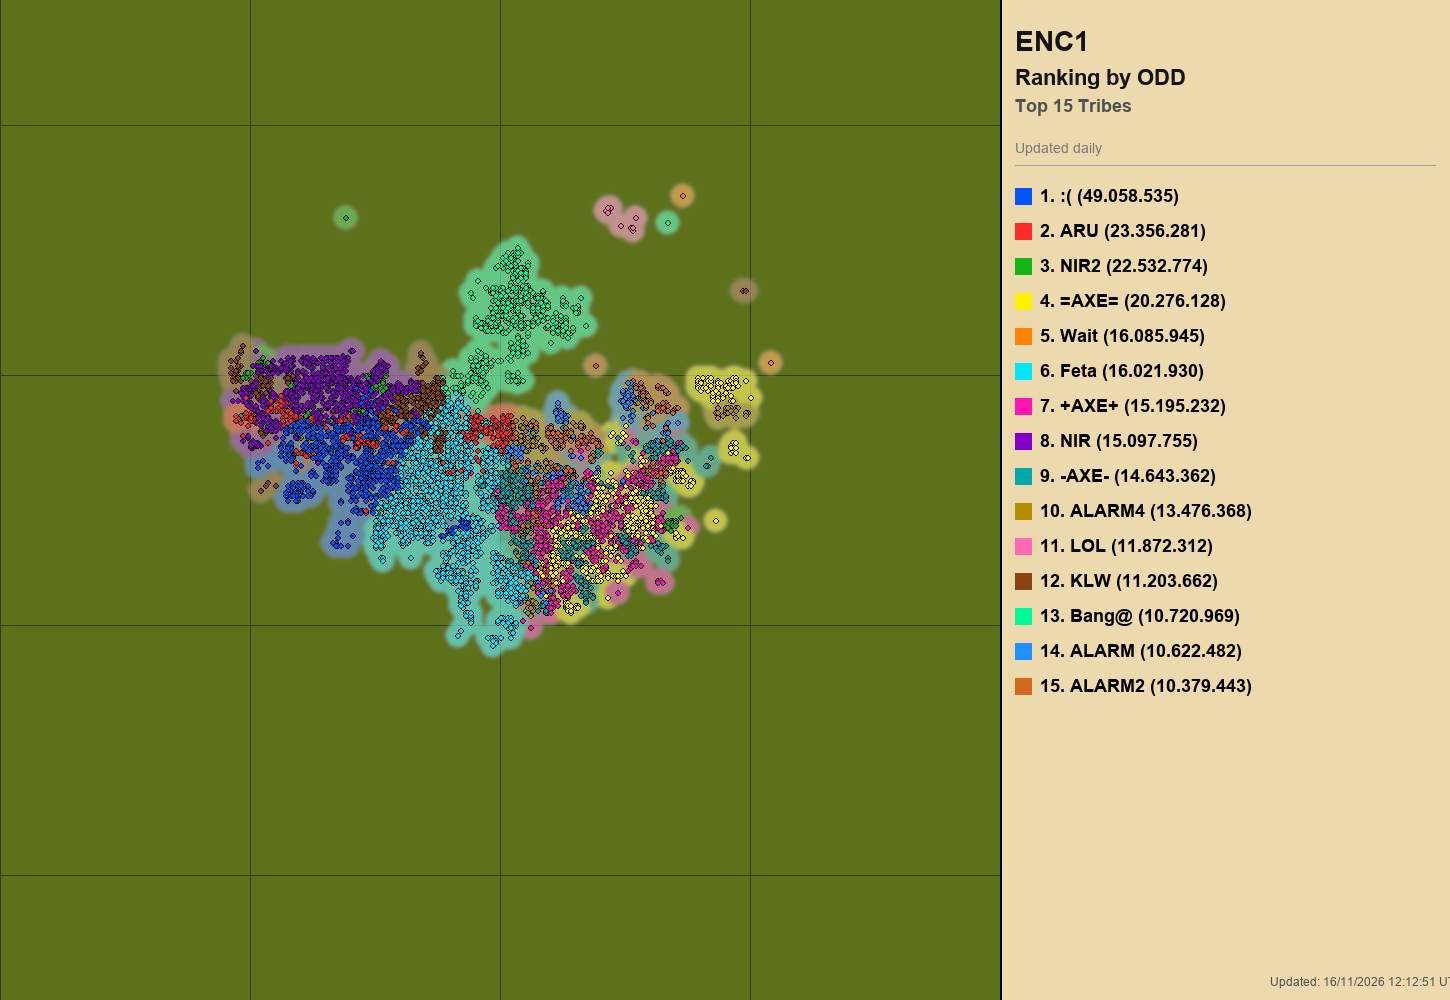 ENC1
Ranking by ODD
Top 15 Tribes
Updated daily
1. :( (49.058.535)
2. ARU (23.356.281)
3. NIR2 (22.532.774)
4. =AXE= (20.276.128)
5. Wait (16.085.945)
6. Feta (16.021.930)
7. +AXE+ (15.195.232)
8. NIR (15.097.755)
9. -AXE- (14.643.362)
10. ALARM4 (13.476.368)
11. LOL (11.872.312)
12. KLW (11.203.662)
13. Bang@ (10.720.969)
14. ALARM (10.622.482)
15. ALARM2 (10.379.443)
Updated: 16/11/2026 12:12:51 U